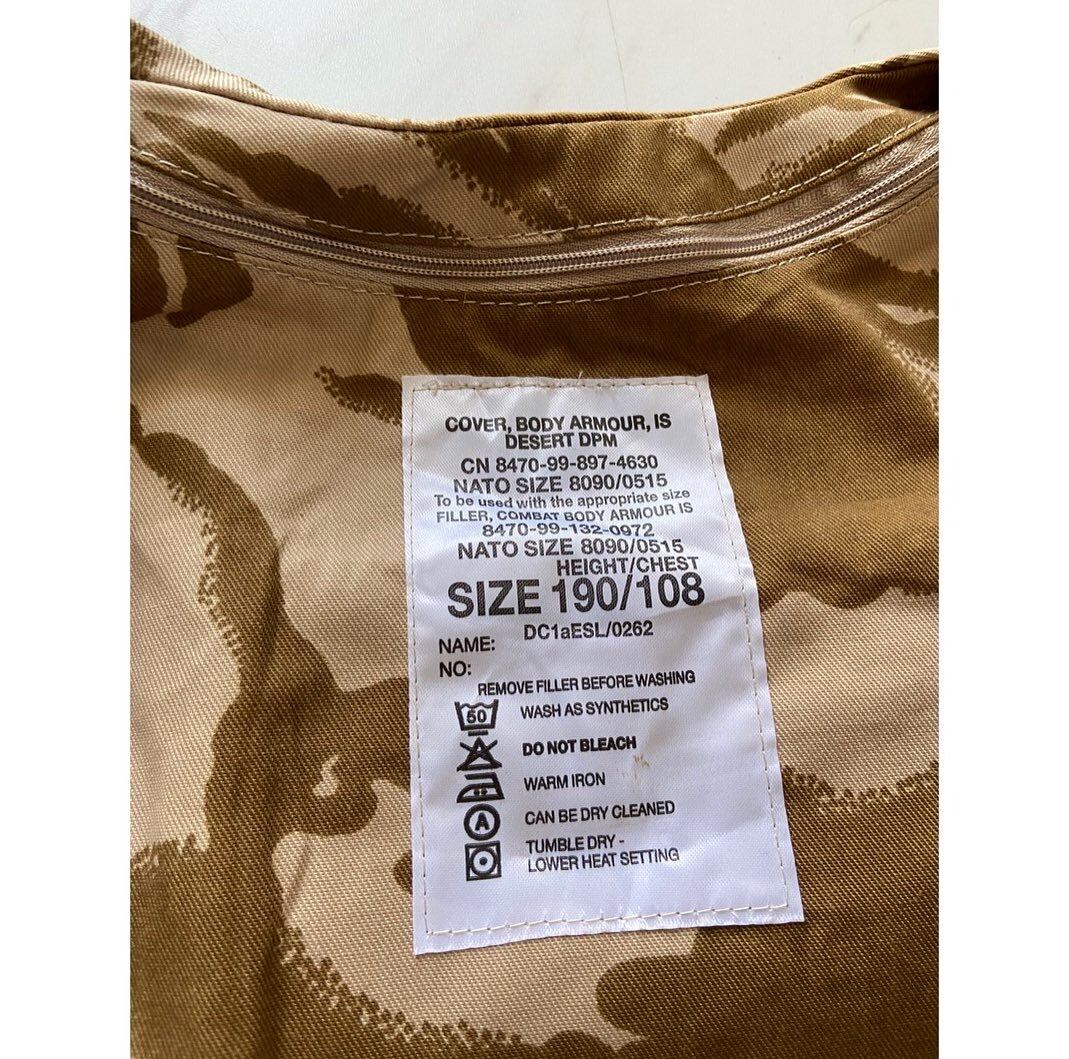 COVER, BODY ARMOUR, IS
DESERT DPM
CN 8470-99-897-4630
NATO SIZE 8090/0515
To be used with the appropriate size
FILLER, COMBAT BODY ARMOUR IS
8470-99-132-0972
NATO SIZE 8090/0515
HEIGHT/CHEST
SIZE 190/108
DC1aESL/0262
NAME:
NO:
REMOVE FILLER BEFORE WASHING
50 WASH AS SYNTHETICS
DO NOT BLEACH
WARM IRON
A CAN BE DRY CLEANED
TUMBLE DRY -
LOWER HEAT SETTING